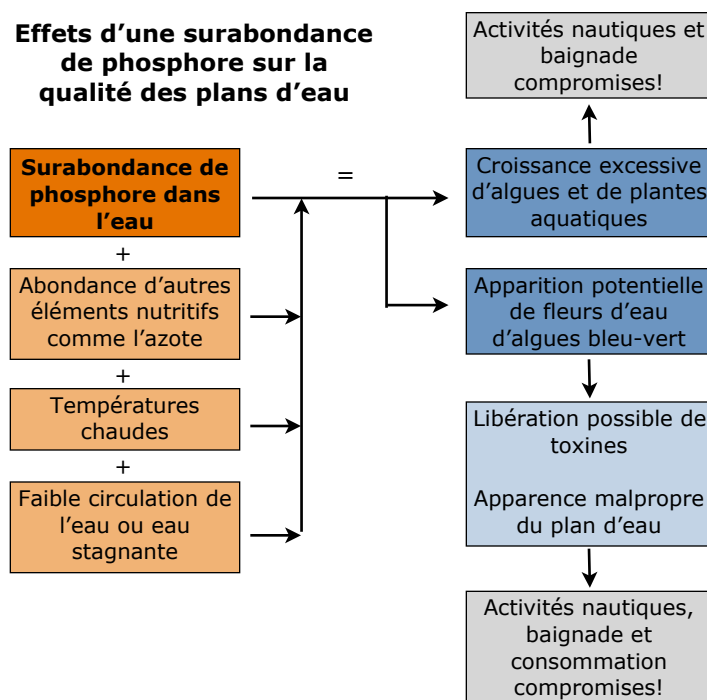 Effets d'une surabondance
de phosphore sur la
qualité des plans d'eau
Surabondance de
phosphore dans
l'eau
+
Abondance d'autres
éléments nutritifs
comme l'azote
+
Températures
chaudes
+
Faible circulation de
l'eau ou eau
stagnante
=
Activités nautiques et
baignade
compromises!
Croissance excessive
d'algues et de plantes
aquatiques
Apparition potentielle
de fleurs d'eau
d'algues bleu-vert
Libération possible de
toxines
Apparence malpropre
du plan d'eau
Activités nautiques,
baignade et
consommation
compromises!